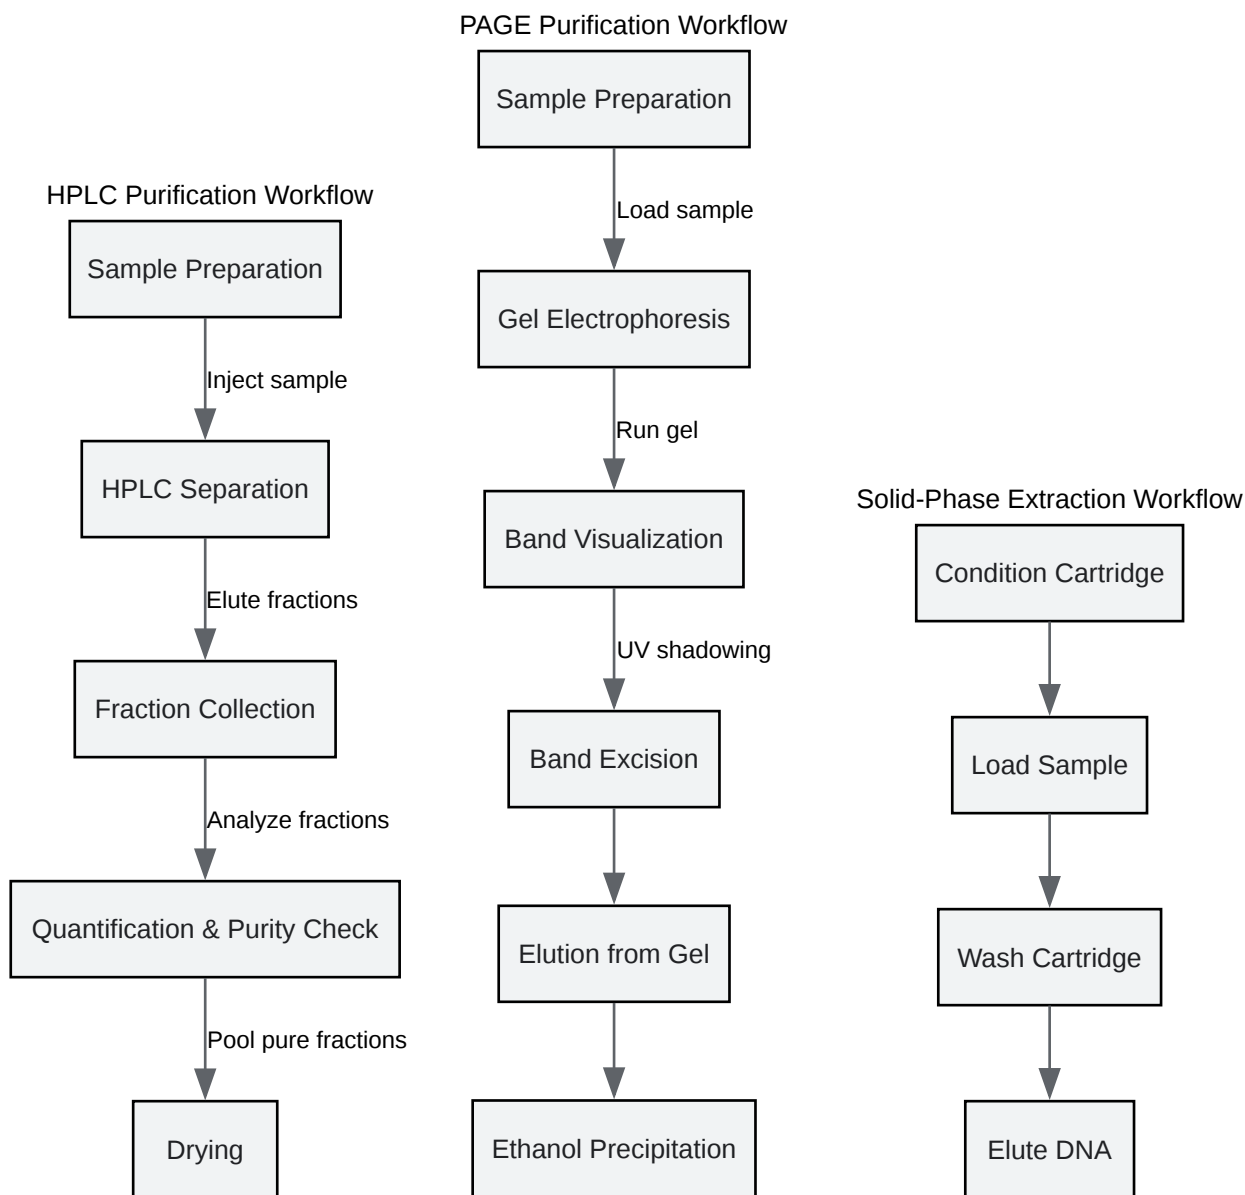 HPLC Purification Workflow
Sample Preparation
Inject sample
HPLC Separation
Elute fractions
Fraction Collection
Analyze fractions
Quantification & Purity Check
Pool pure fractions
Drying
PAGE Purification Workflow
Sample Preparation
Load sample
Gel Electrophoresis
Run gel
Band Visualization
UV shadowing
Band Excision
Elution from Gel
Ethanol Precipitation
Solid-Phase Extraction Workflow
Condition Cartridge
Load Sample
Wash Cartridge
Elute DNA